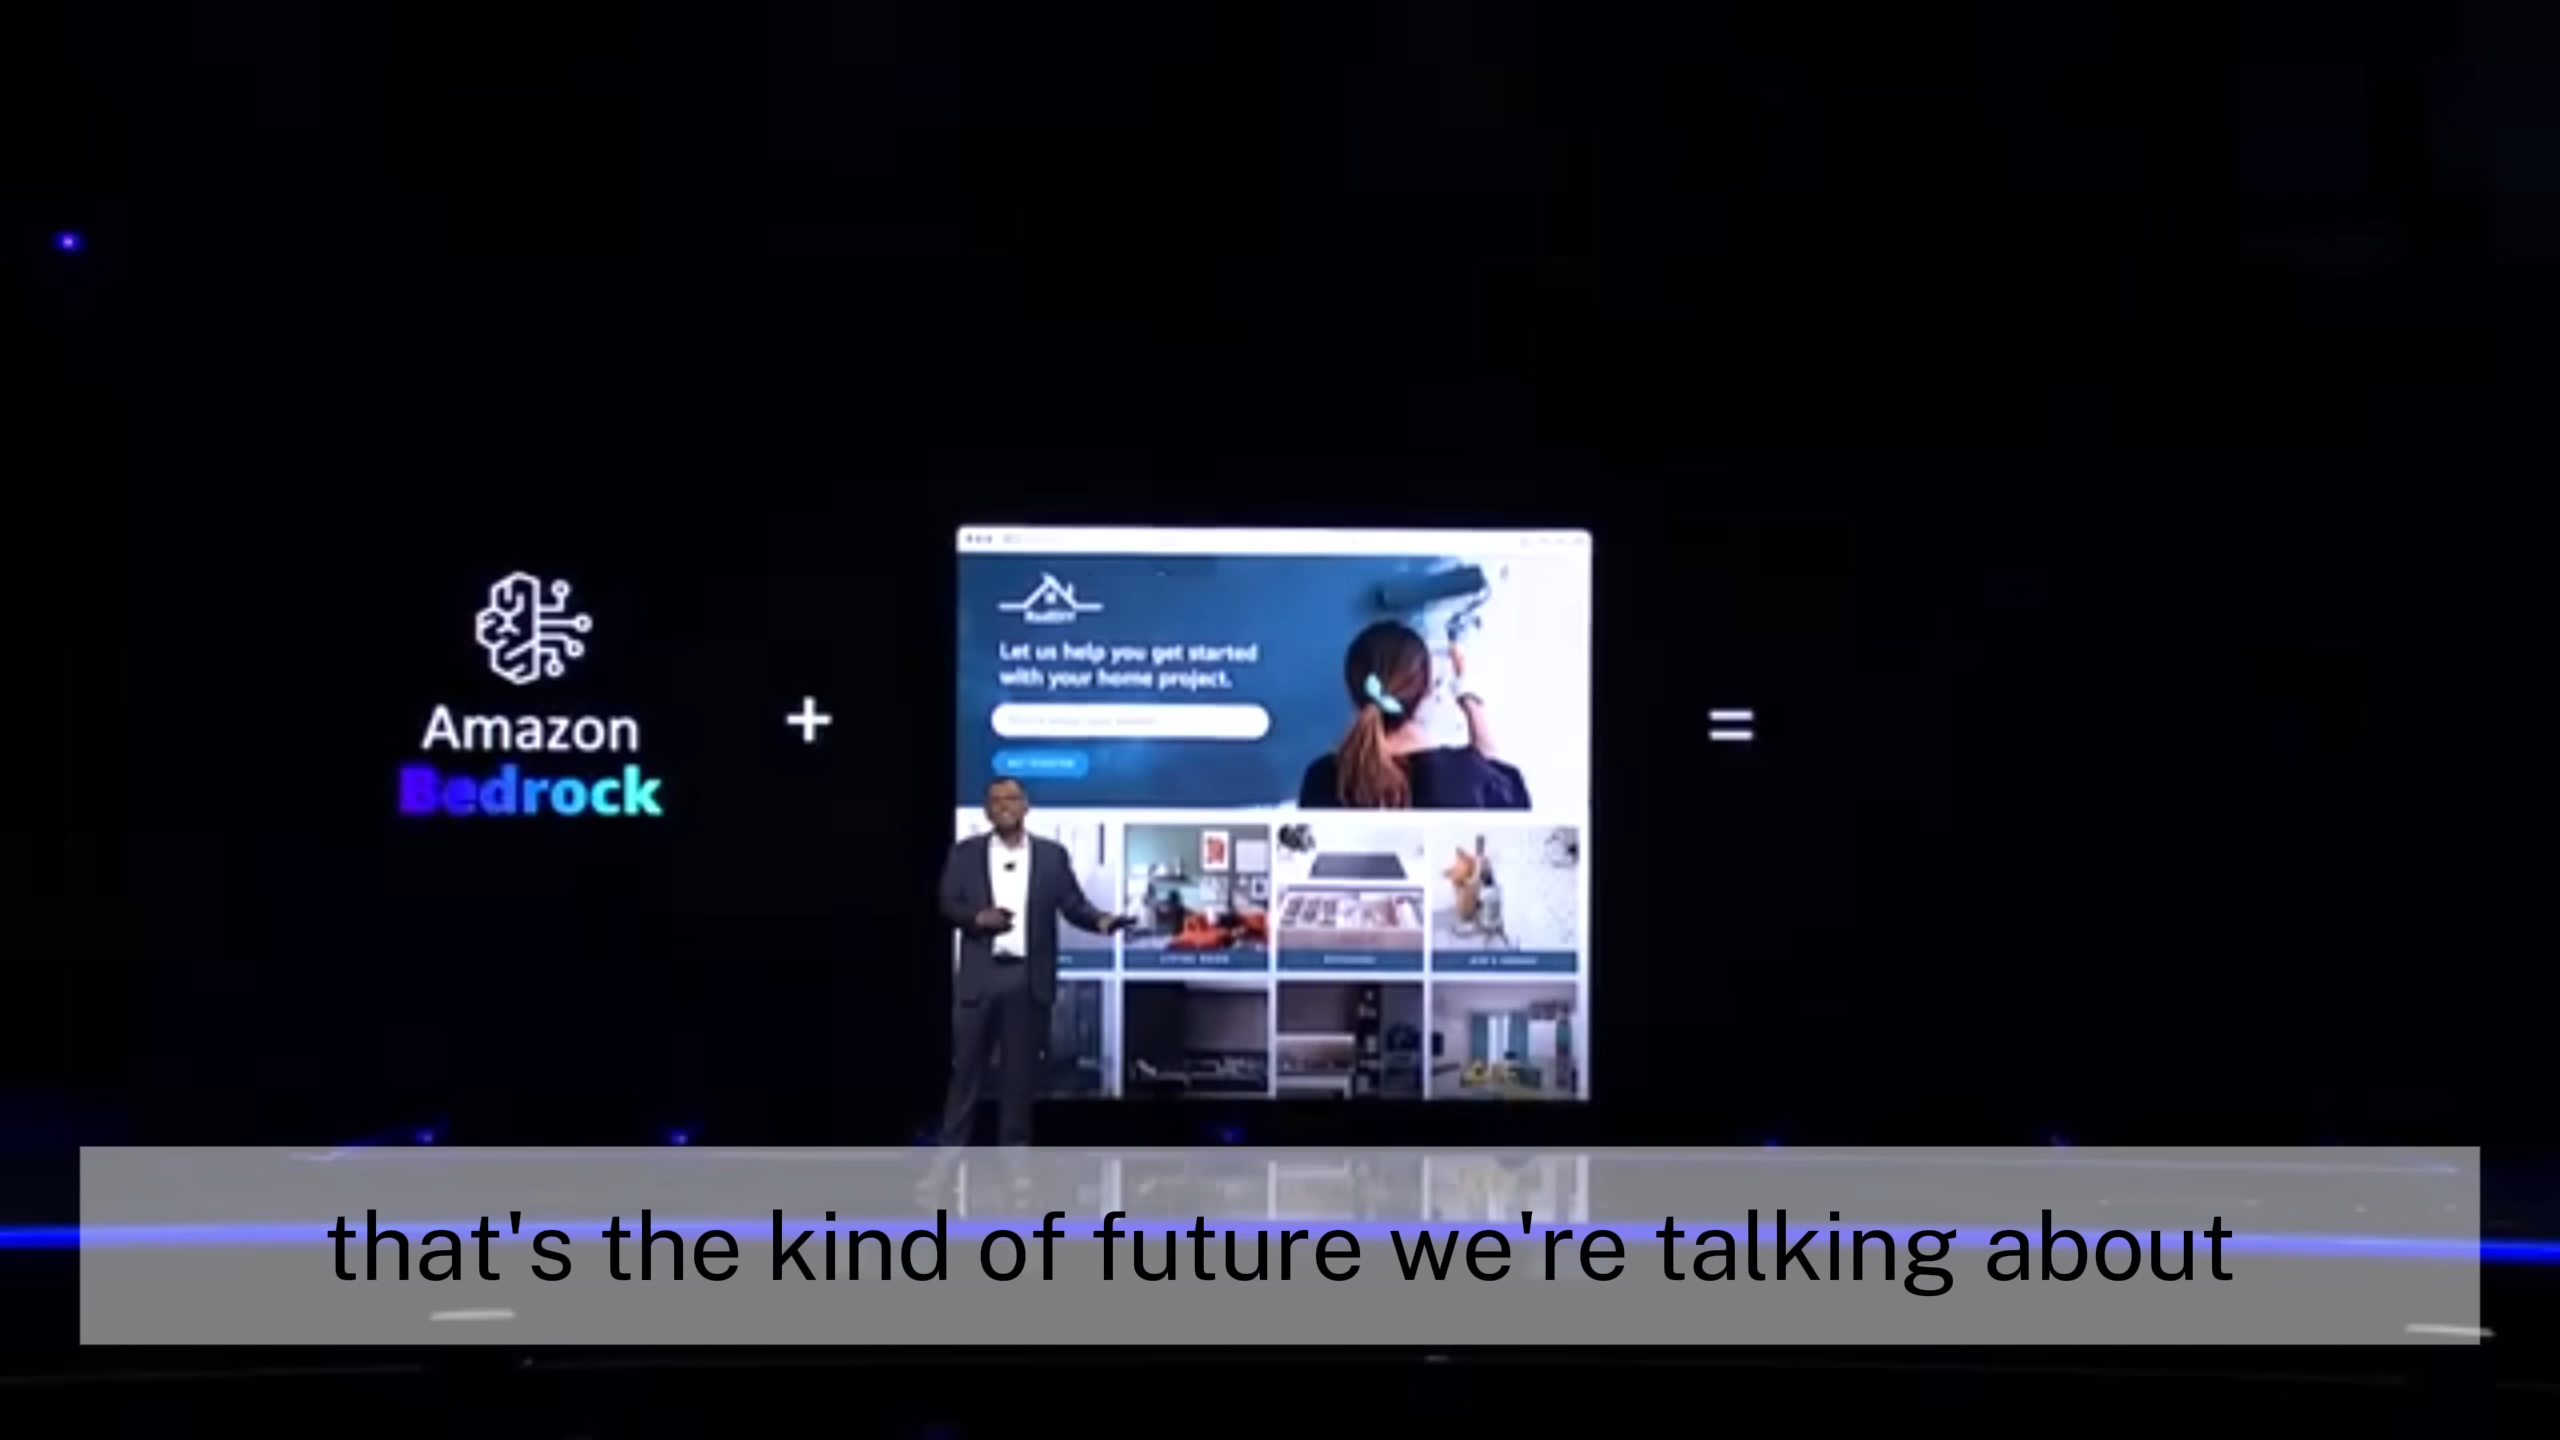 Amazon
Bedrock
+
Let us help you get started
with your home project.
=
that's the kind of future we're talking about